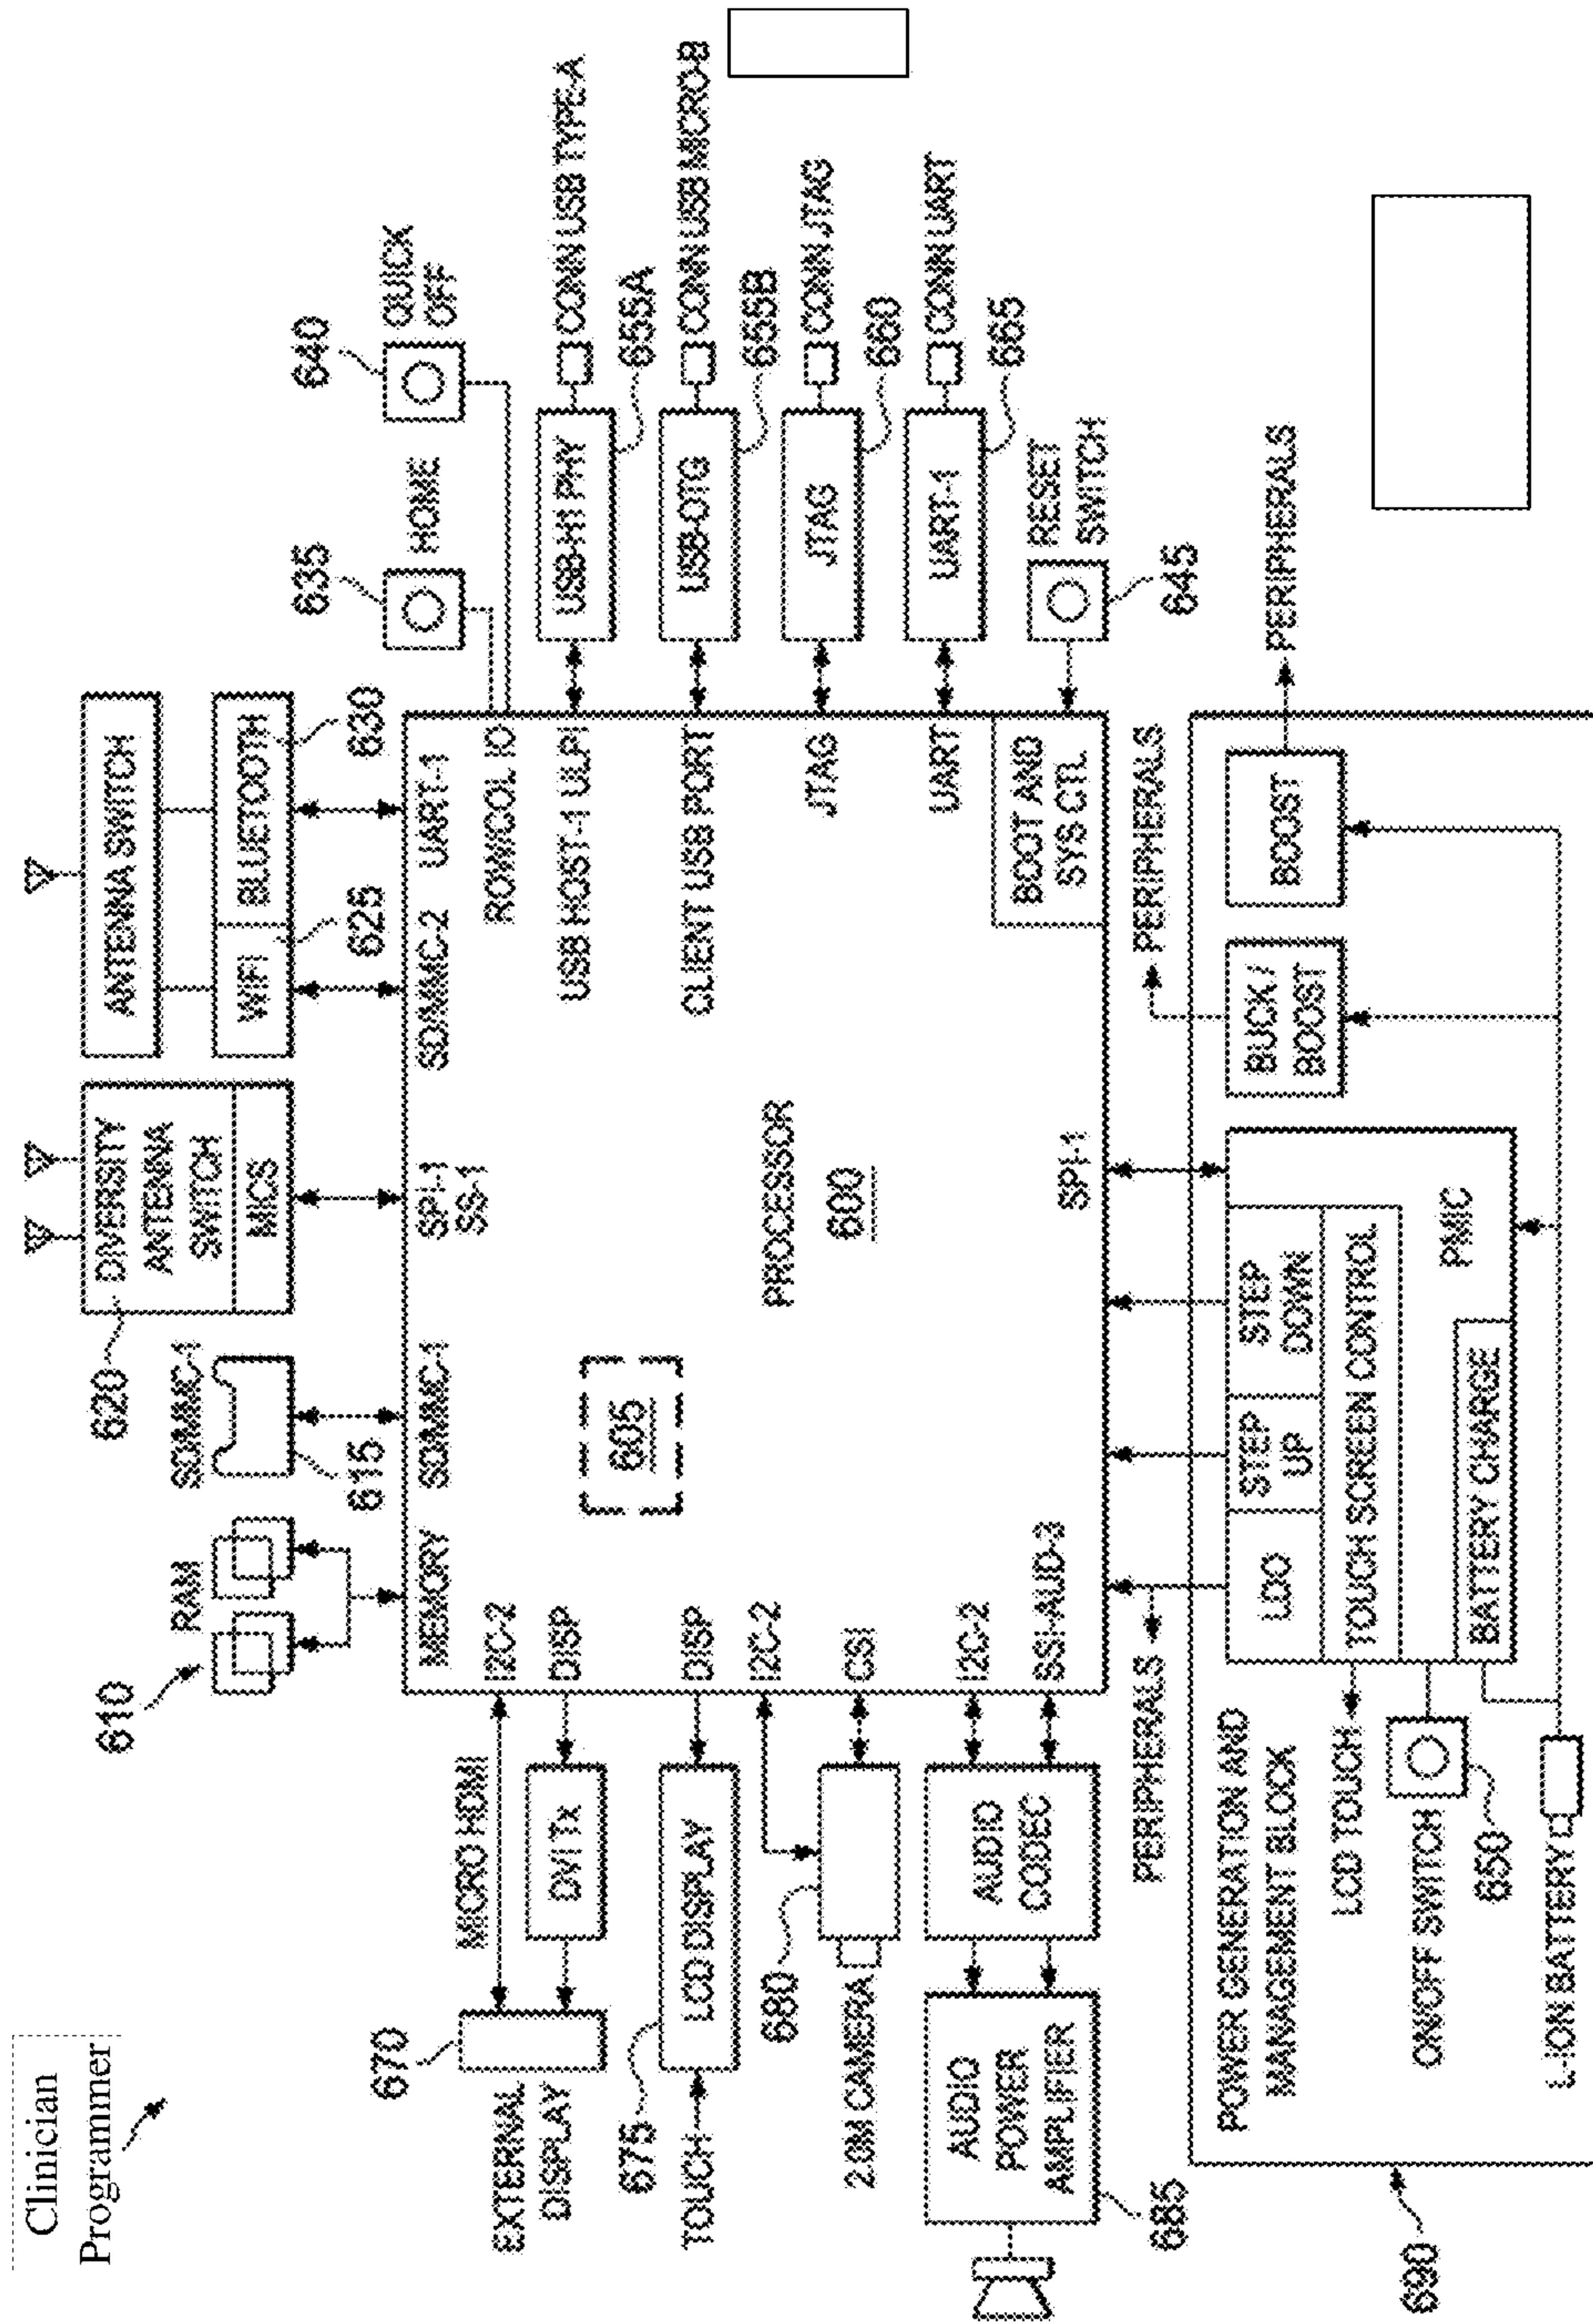 Clinician
Programmer
610
RAM
SD/MMC-1
615
620
DIVERSITY
ANTENNA
SWITCH
MICS
ANTENNA SWITCH
WIFI
BLUETOOTH
625
630
635
HOME
640
QUICK
OFF
MEMORY
SD/MMC-1
SPI-1
SS-1
SD/MMC-2
UART-1
ROW/COL IO
670
EXTERNAL
DISPLAY
MICRO HDMI
DVI Tx
I2C-2
DISP
605
USB HOST-1 ULPI
USB-H1 PHY
CONN USB TYPE-A
655A
675
TOUCH
LCD DISPLAY
DISP
CLIENT USB PORT
USB-OTG
CONN USB MICRO-B
655B
680
2.0M CAMERA
I2C-2
CSI
PROCESSOR
600
JTAG
JTAG
CONN JTAG
660
AUDIO
POWER
AMPLIFIER
685
AUDIO
CODEC
I2C-2
SSI-AUD-3
UART
UART-1
CONN UART
665
BOOT AND
SYS CTL
RESET
SWITCH
645
SPI-1
PERIPHERALS
PERIPHERALS
PERIPHERALS
690
POWER GENERATION AND
MANAGEMENT BLOCK
LDO
STEP
UP
STEP
DOWN
BUCK /
BOOST
BOOST
LCD TOUCH
TOUCH SCREEN CONTROL
ON/OFF SWITCH
650
PMIC
BATTERY CHARGE
L-ION BATTERY